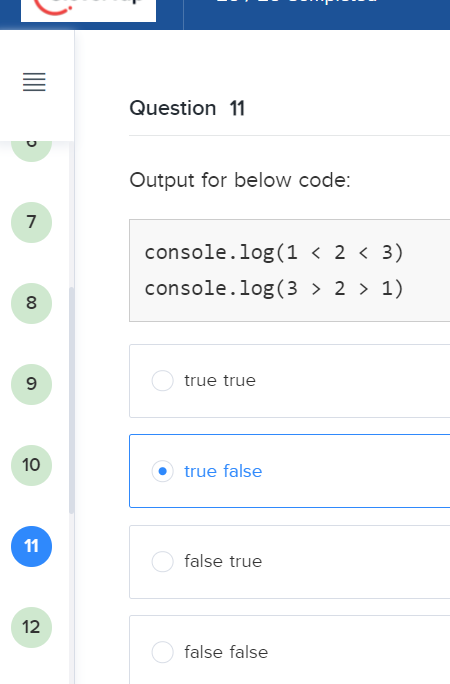 Question 11
Output for below code:
console.log(1 < 2 < 3)
console.log(3 > 2 > 1)
7
8
9
10
11
12
true true
true false
false true
false false